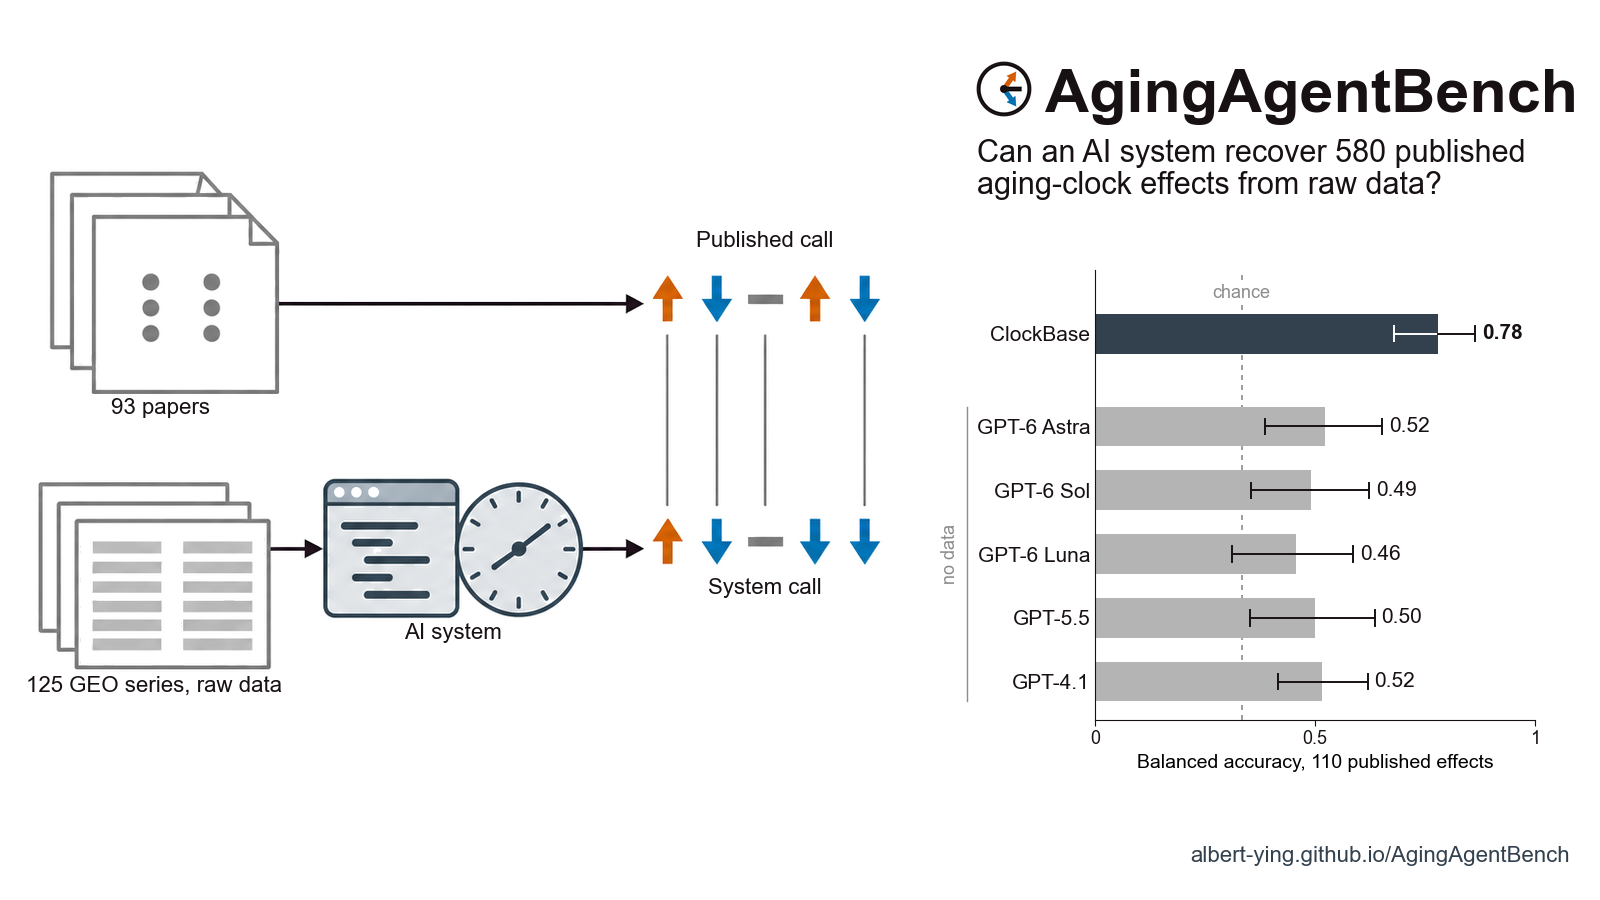 AgingAgentBench
Can an AI system recover 580 published
aging-clock effects from raw data?
93 papers
125 GEO series, raw data
AI system
Published call
System call
chance
ClockBase
0.78
no data
GPT-6 Astra
0.52
GPT-6 Sol
0.49
GPT-6 Luna
0.46
GPT-5.5
0.50
GPT-4.1
0.52
0
0.5
1
Balanced accuracy, 110 published effects
albert-ying.github.io/AgingAgentBench